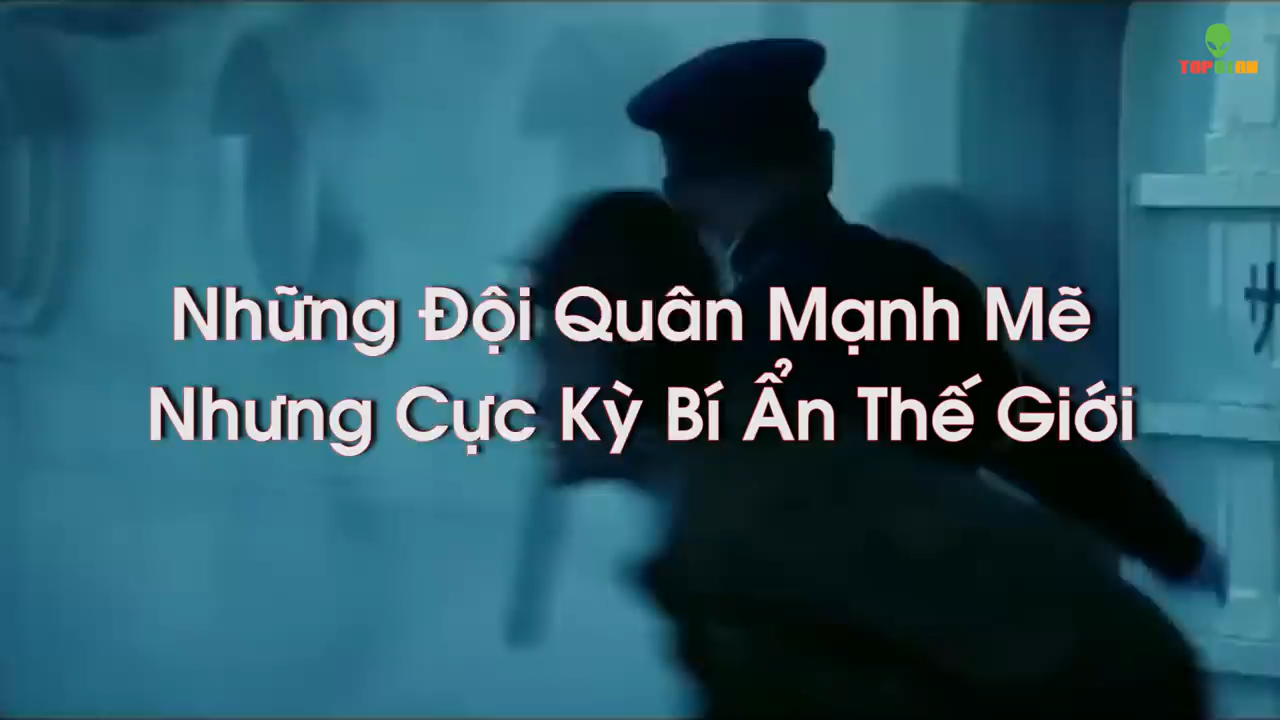 Những Đội Quân Mạnh Mẽ
Nhưng Cực Kỳ Bí Ẩn Thế Giới